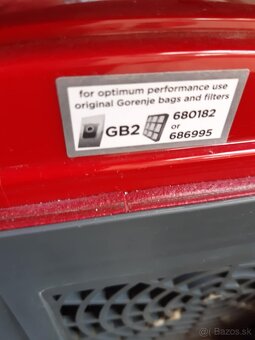 for optimum performance use
original Gorenje bags and filters
GB2 680182
or
686995
© Bazos.sk